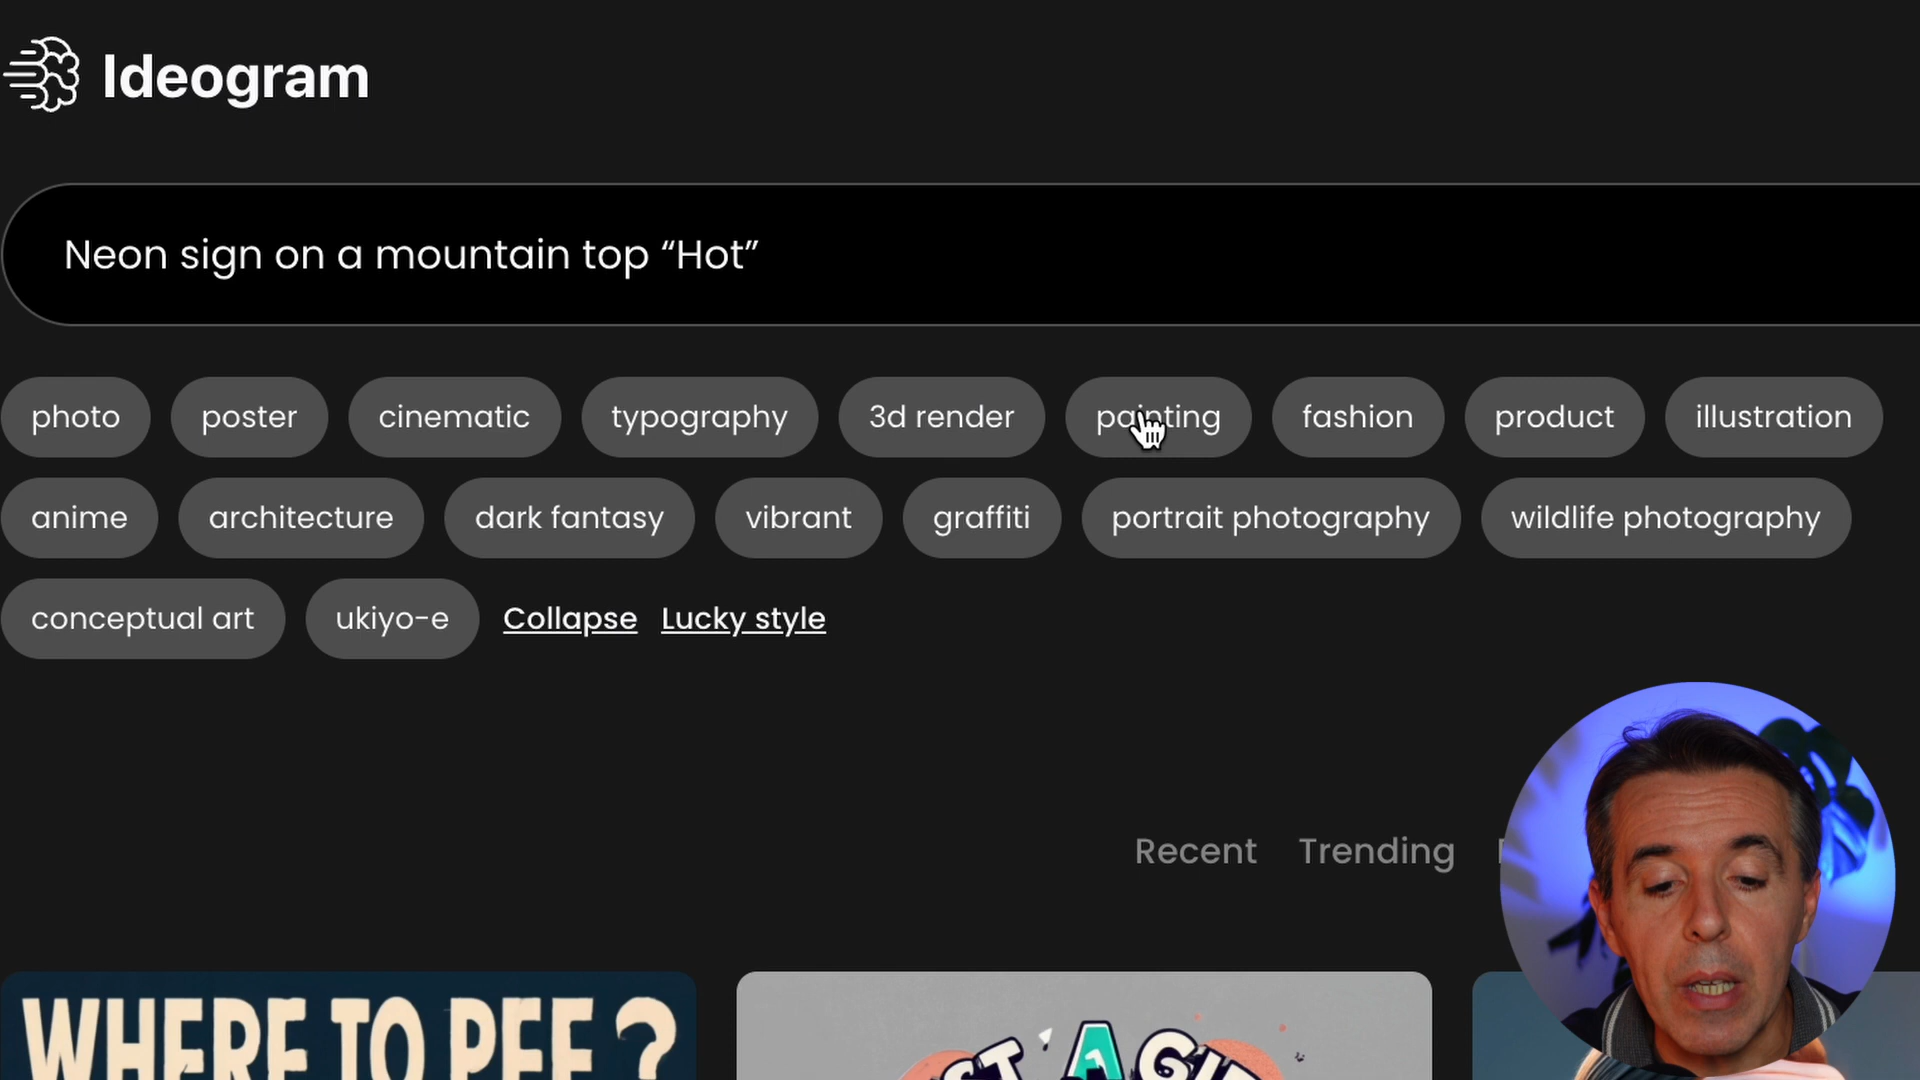 Ideogram
Neon sign on a mountain top “Hot”
photo poster cinematic typography 3d render painting fashion product illustration
anime architecture dark fantasy vibrant graffiti portrait photography wildlife photography
conceptual art ukiyo-e Collapse Lucky style
Recent Trending
WHERE TO PEE ?
ST A GI